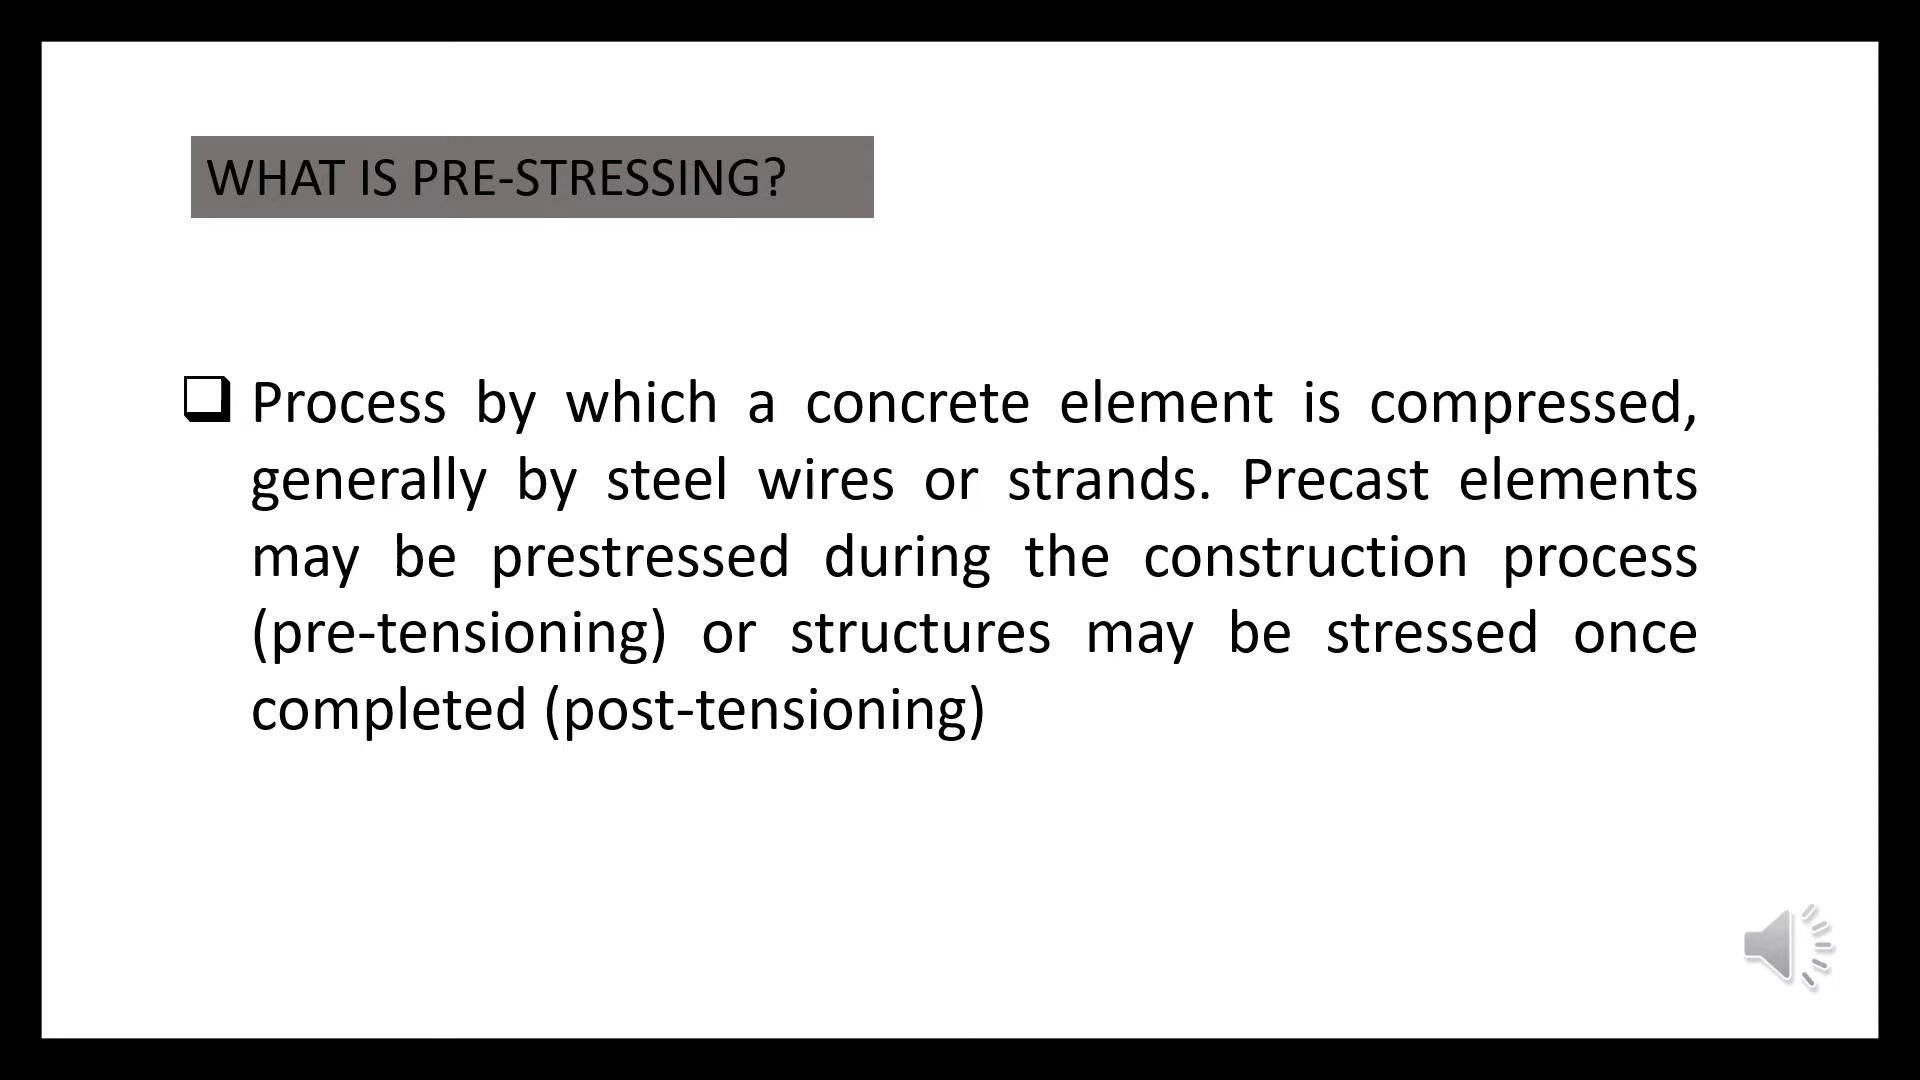 WHAT IS PRE-STRESSING?
Process by which a concrete element is compressed,
generally by steel wires or strands. Precast elements
may be prestressed during the construction process
(pre-tensioning) or structures may be stressed once
completed (post-tensioning)